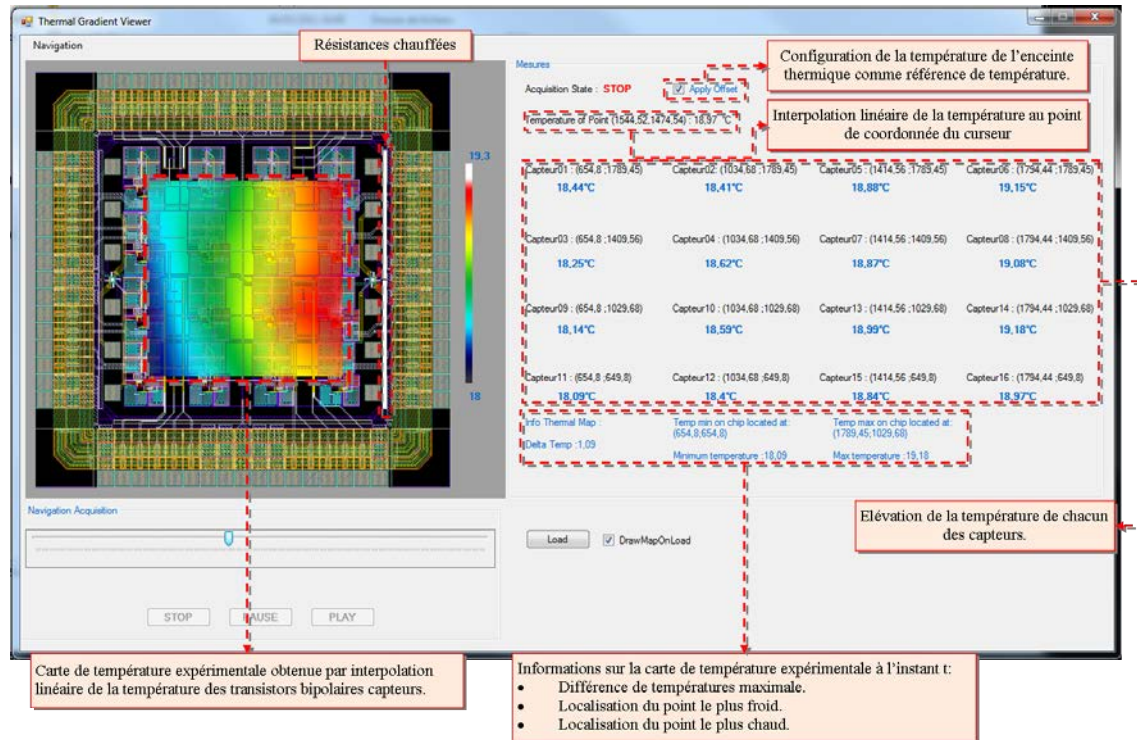 Thermal Gradient Viewer
Navigation
Résistances chauffées
Mesures
Acquisition State : STOP
Apply Offset
Configuration de la température de l'enceinte
thermique comme référence de température.
Temperature of Point (1544,52,1474,54) : 18,97 °C
Interpolation linéaire de la température au point
de coordonnée du curseur
19,3
18
Capteur01 : (654,8 ;1789,45) Capteur02 : (1034,68 ;1789,45) Capteur05 : (1414,56 ;1789,45) Capteur06 : (1794,44 ;1789,45)
18,44°C 18,41°C 18,88°C 19,15°C
Capteur03 : (654,8 ;1409,56) Capteur04 : (1034,68 ;1409,56) Capteur07 : (1414,56 ;1409,56) Capteur08 : (1794,44 ;1409,56)
18,25°C 18,62°C 18,87°C 19,08°C
Capteur09 : (654,8 ;1029,68) Capteur10 : (1034,68 ;1029,68) Capteur13 : (1414,56 ;1029,68) Capteur14 : (1794,44 ;1029,68)
18,14°C 18,59°C 18,99°C 19,18°C
Capteur11 : (654,8 ;649,8) Capteur12 : (1034,68 ;649,8) Capteur15 : (1414,56 ;649,8) Capteur16 : (1794,44 ;649,8)
18,09°C 18,4°C 18,84°C 18,97°C
Info Thermal Map :
Delta Temp :1,09
Temp min on chip located at:
(654,8;654,8)
Minimum temperature :18,09
Temp max on chip located at:
(1789,45;1029,68)
Max temperature :19,18
Navigation Acquisition
Load
DrawMapOnLoad
Elévation de la température de chacun
des capteurs.
STOP PAUSE PLAY
Carte de température expérimentale obtenue par interpolation
linéaire de la température des transistors bipolaires capteurs.
Informations sur la carte de température expérimentale à l'instant t:
• Différence de températures maximale.
• Localisation du point le plus froid.
• Localisation du point le plus chaud.